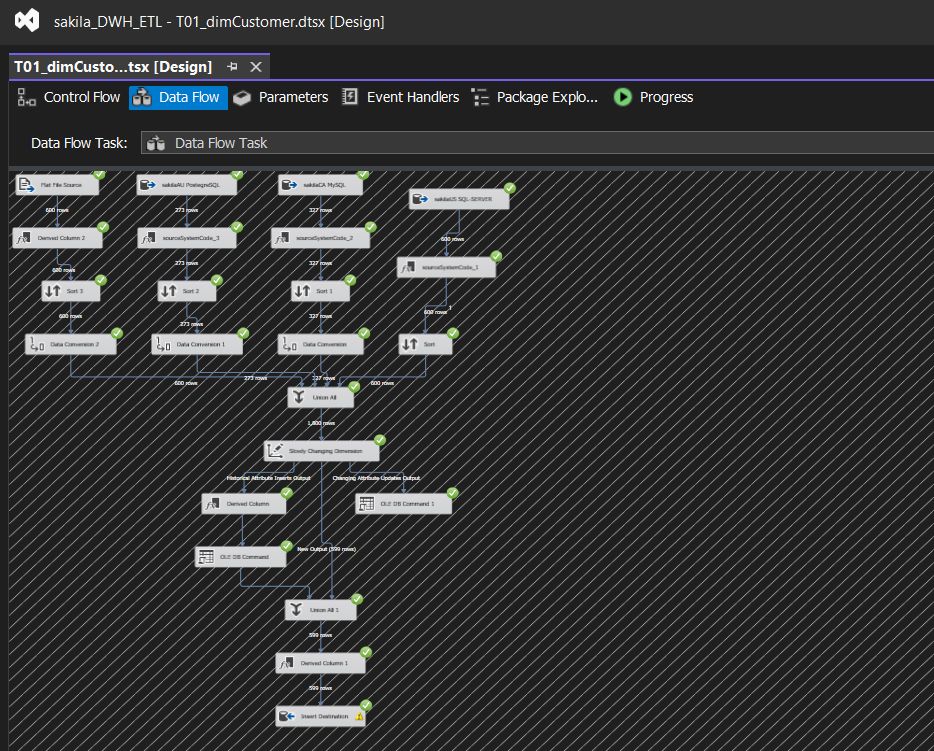 sakila_DWH_ETL - T01_dimCustomer.dtsx [Design]
T01_dimCusto...tsx [Design]
Control Flow Data Flow Parameters Event Handlers Package Explo... Progress
Data Flow Task: Data Flow Task
Flat File Source sakilaAU PostegreSQL sakilaCA MySQL
sakilaUS SQL-SERVER
600 rows 273 rows 327 rows
Derived Column 2 sourceSystemCode_3 sourceSystemCode_2
600 rows
sourceSystemCode_1
600 rows 273 rows 327 rows
Sort 3 Sort 2 Sort 1
600 rows
600 rows 273 rows 327 rows
Data Conversion 2 Data Conversion 1 Data Conversion Sort
600 rows 273 rows 327 rows 600 rows
Union All
1,800 rows
Slowly Changing Dimension
Historical Attribute Inserts Output Changing Attribute Updates Output
Derived Column OLE DB Command 1
New Output (599 rows)
OLE DB Command
Union All 1
599 rows
Derived Column 1
599 rows
Insert Destination